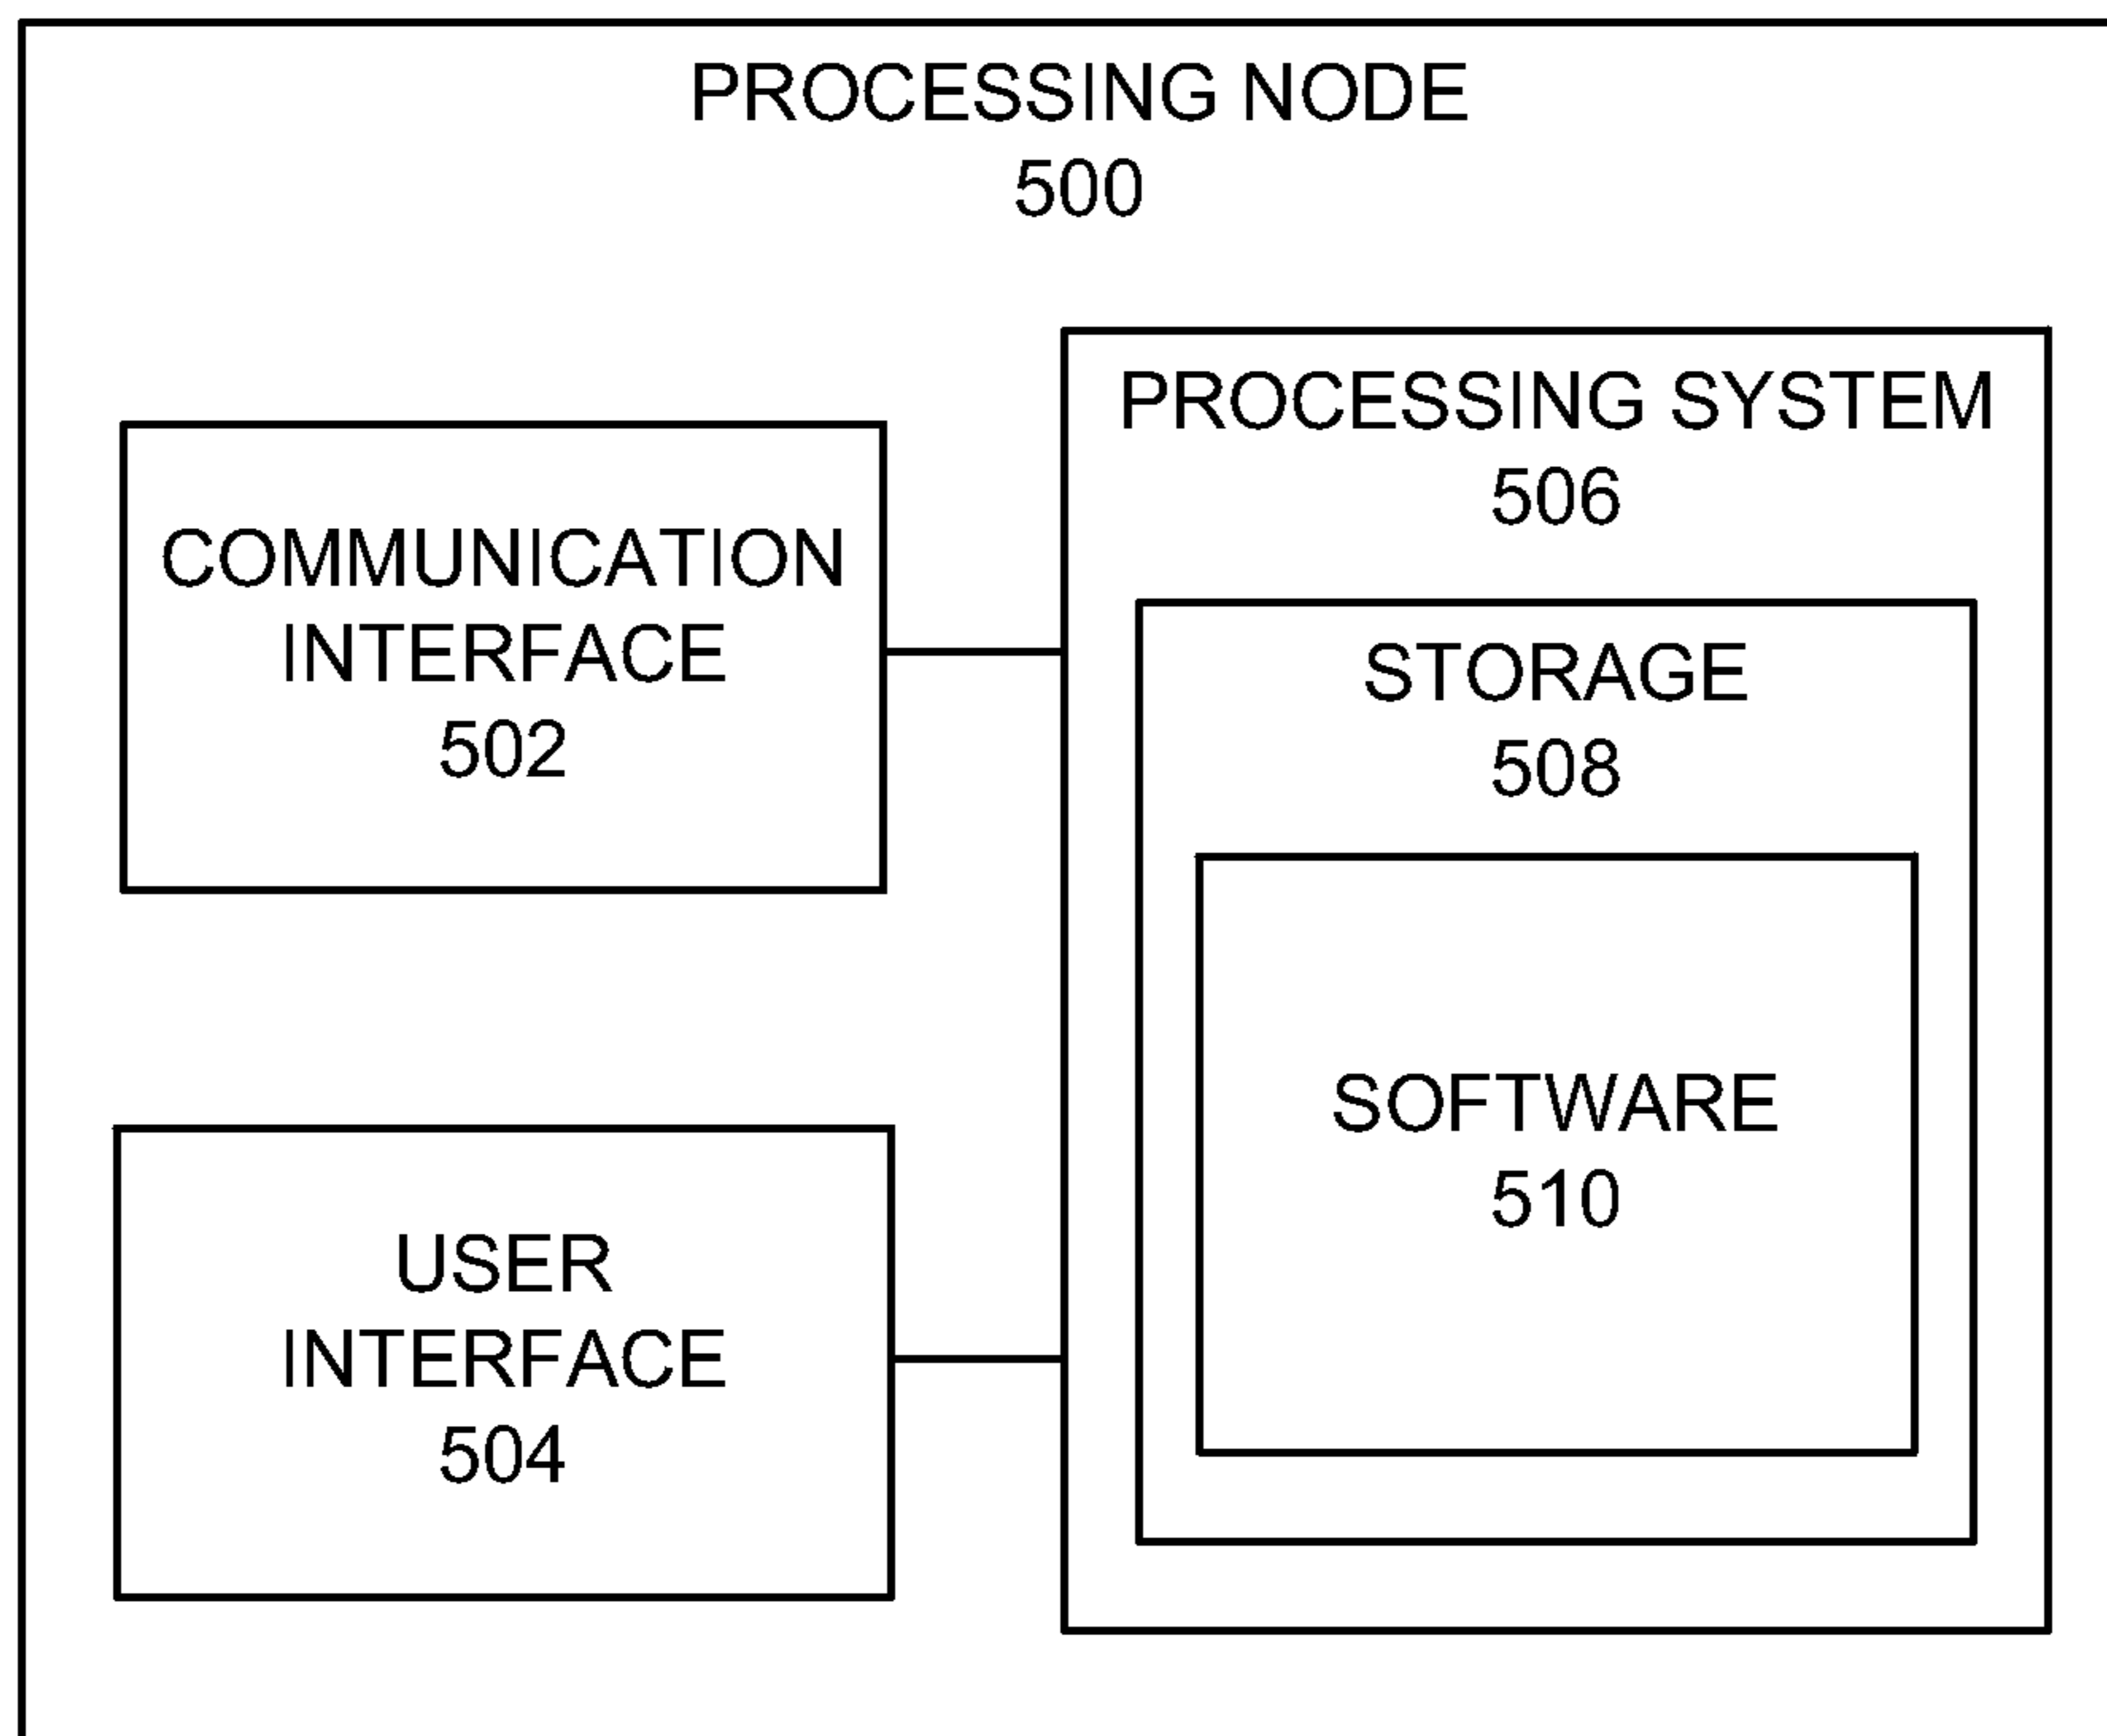 PROCESSING NODE
500
PROCESSING SYSTEM
506
COMMUNICATION
INTERFACE
502
STORAGE
508
SOFTWARE
510
USER
INTERFACE
504